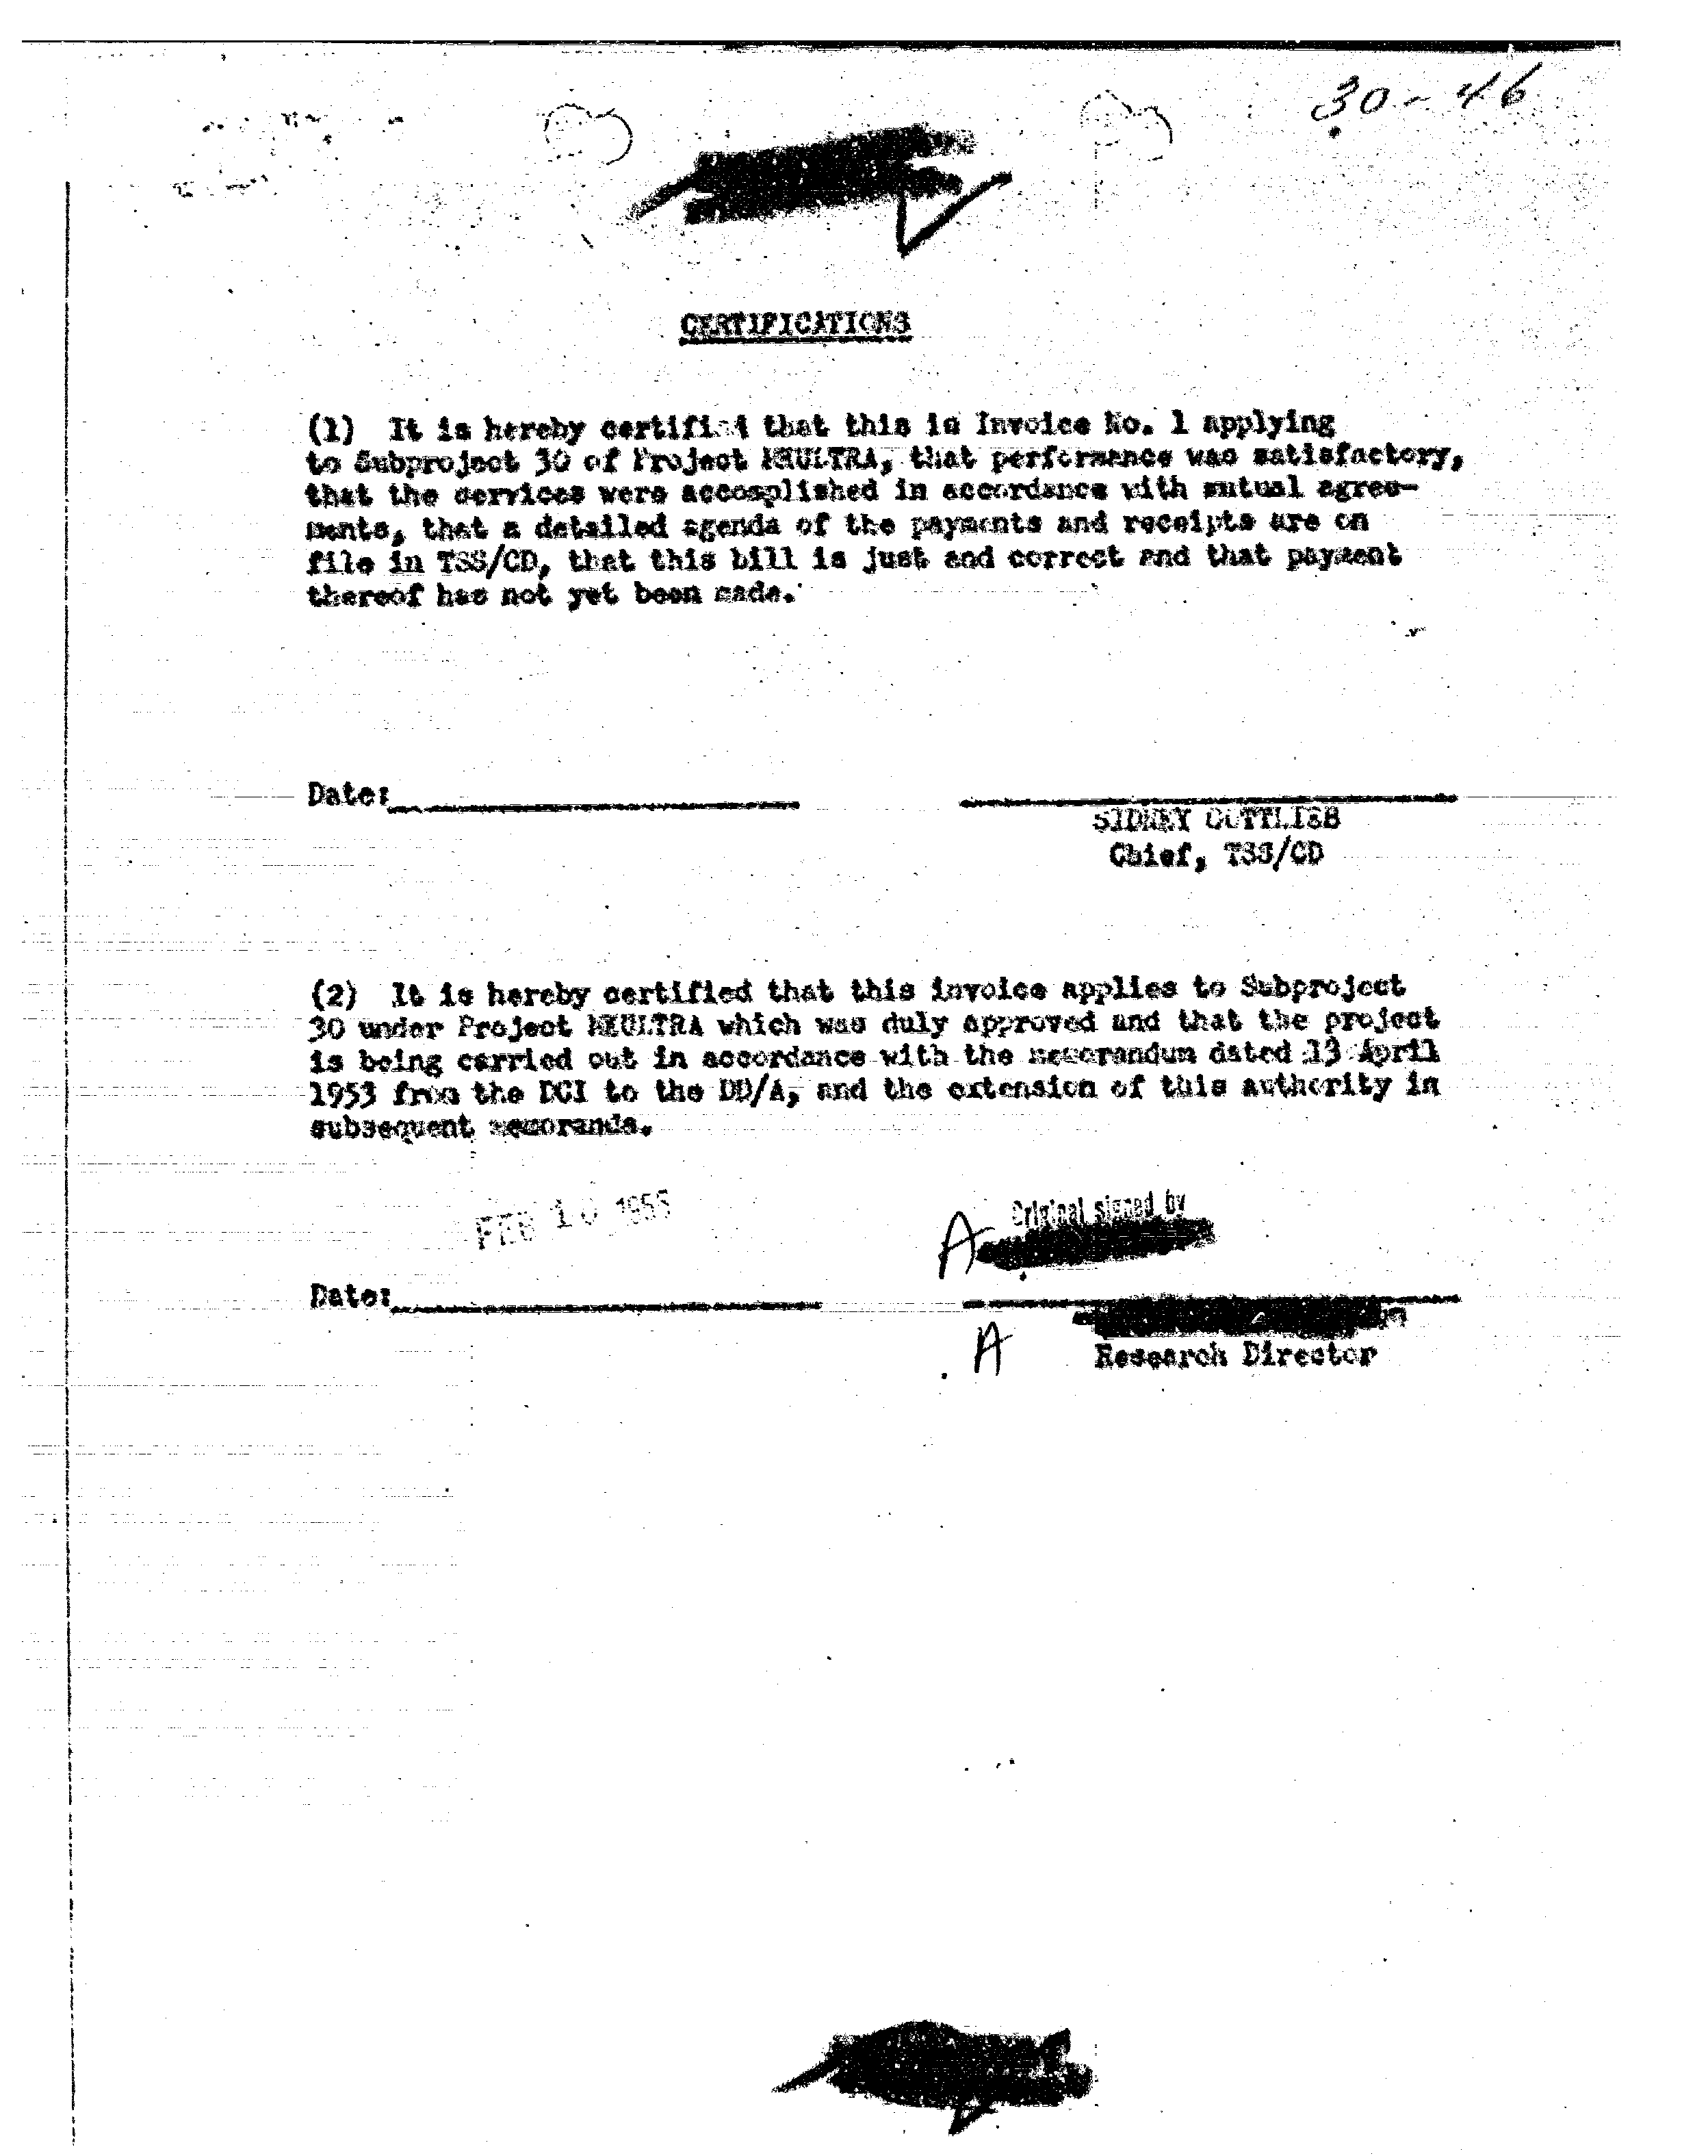 30-46
CERTIFICATIONS
(1) It is hereby certified that this is Invoice No. 1 applying
to Subproject 30 of Project MKULTRA, that performance was satisfactory,
that the services were accomplished in accordance with mutual agree-
ments, that a detailed agenda of the payments and receipts are on
file in TSS/CD, that this bill is just and correct and that payment
thereof has not yet been made.
Date:
SIDNEY GOTTLIEB
Chief, TSS/CD
(2) It is hereby certified that this invoice applies to Subproject
30 under Project MKULTRA which was duly approved and that the project
is being carried out in accordance with the memorandum dated 13 April
1953 from the DCI to the DD/A, and the extension of this authority in
subsequent memoranda.
FEB 10 1955
Original signed by
A
Date:
A
Research Director